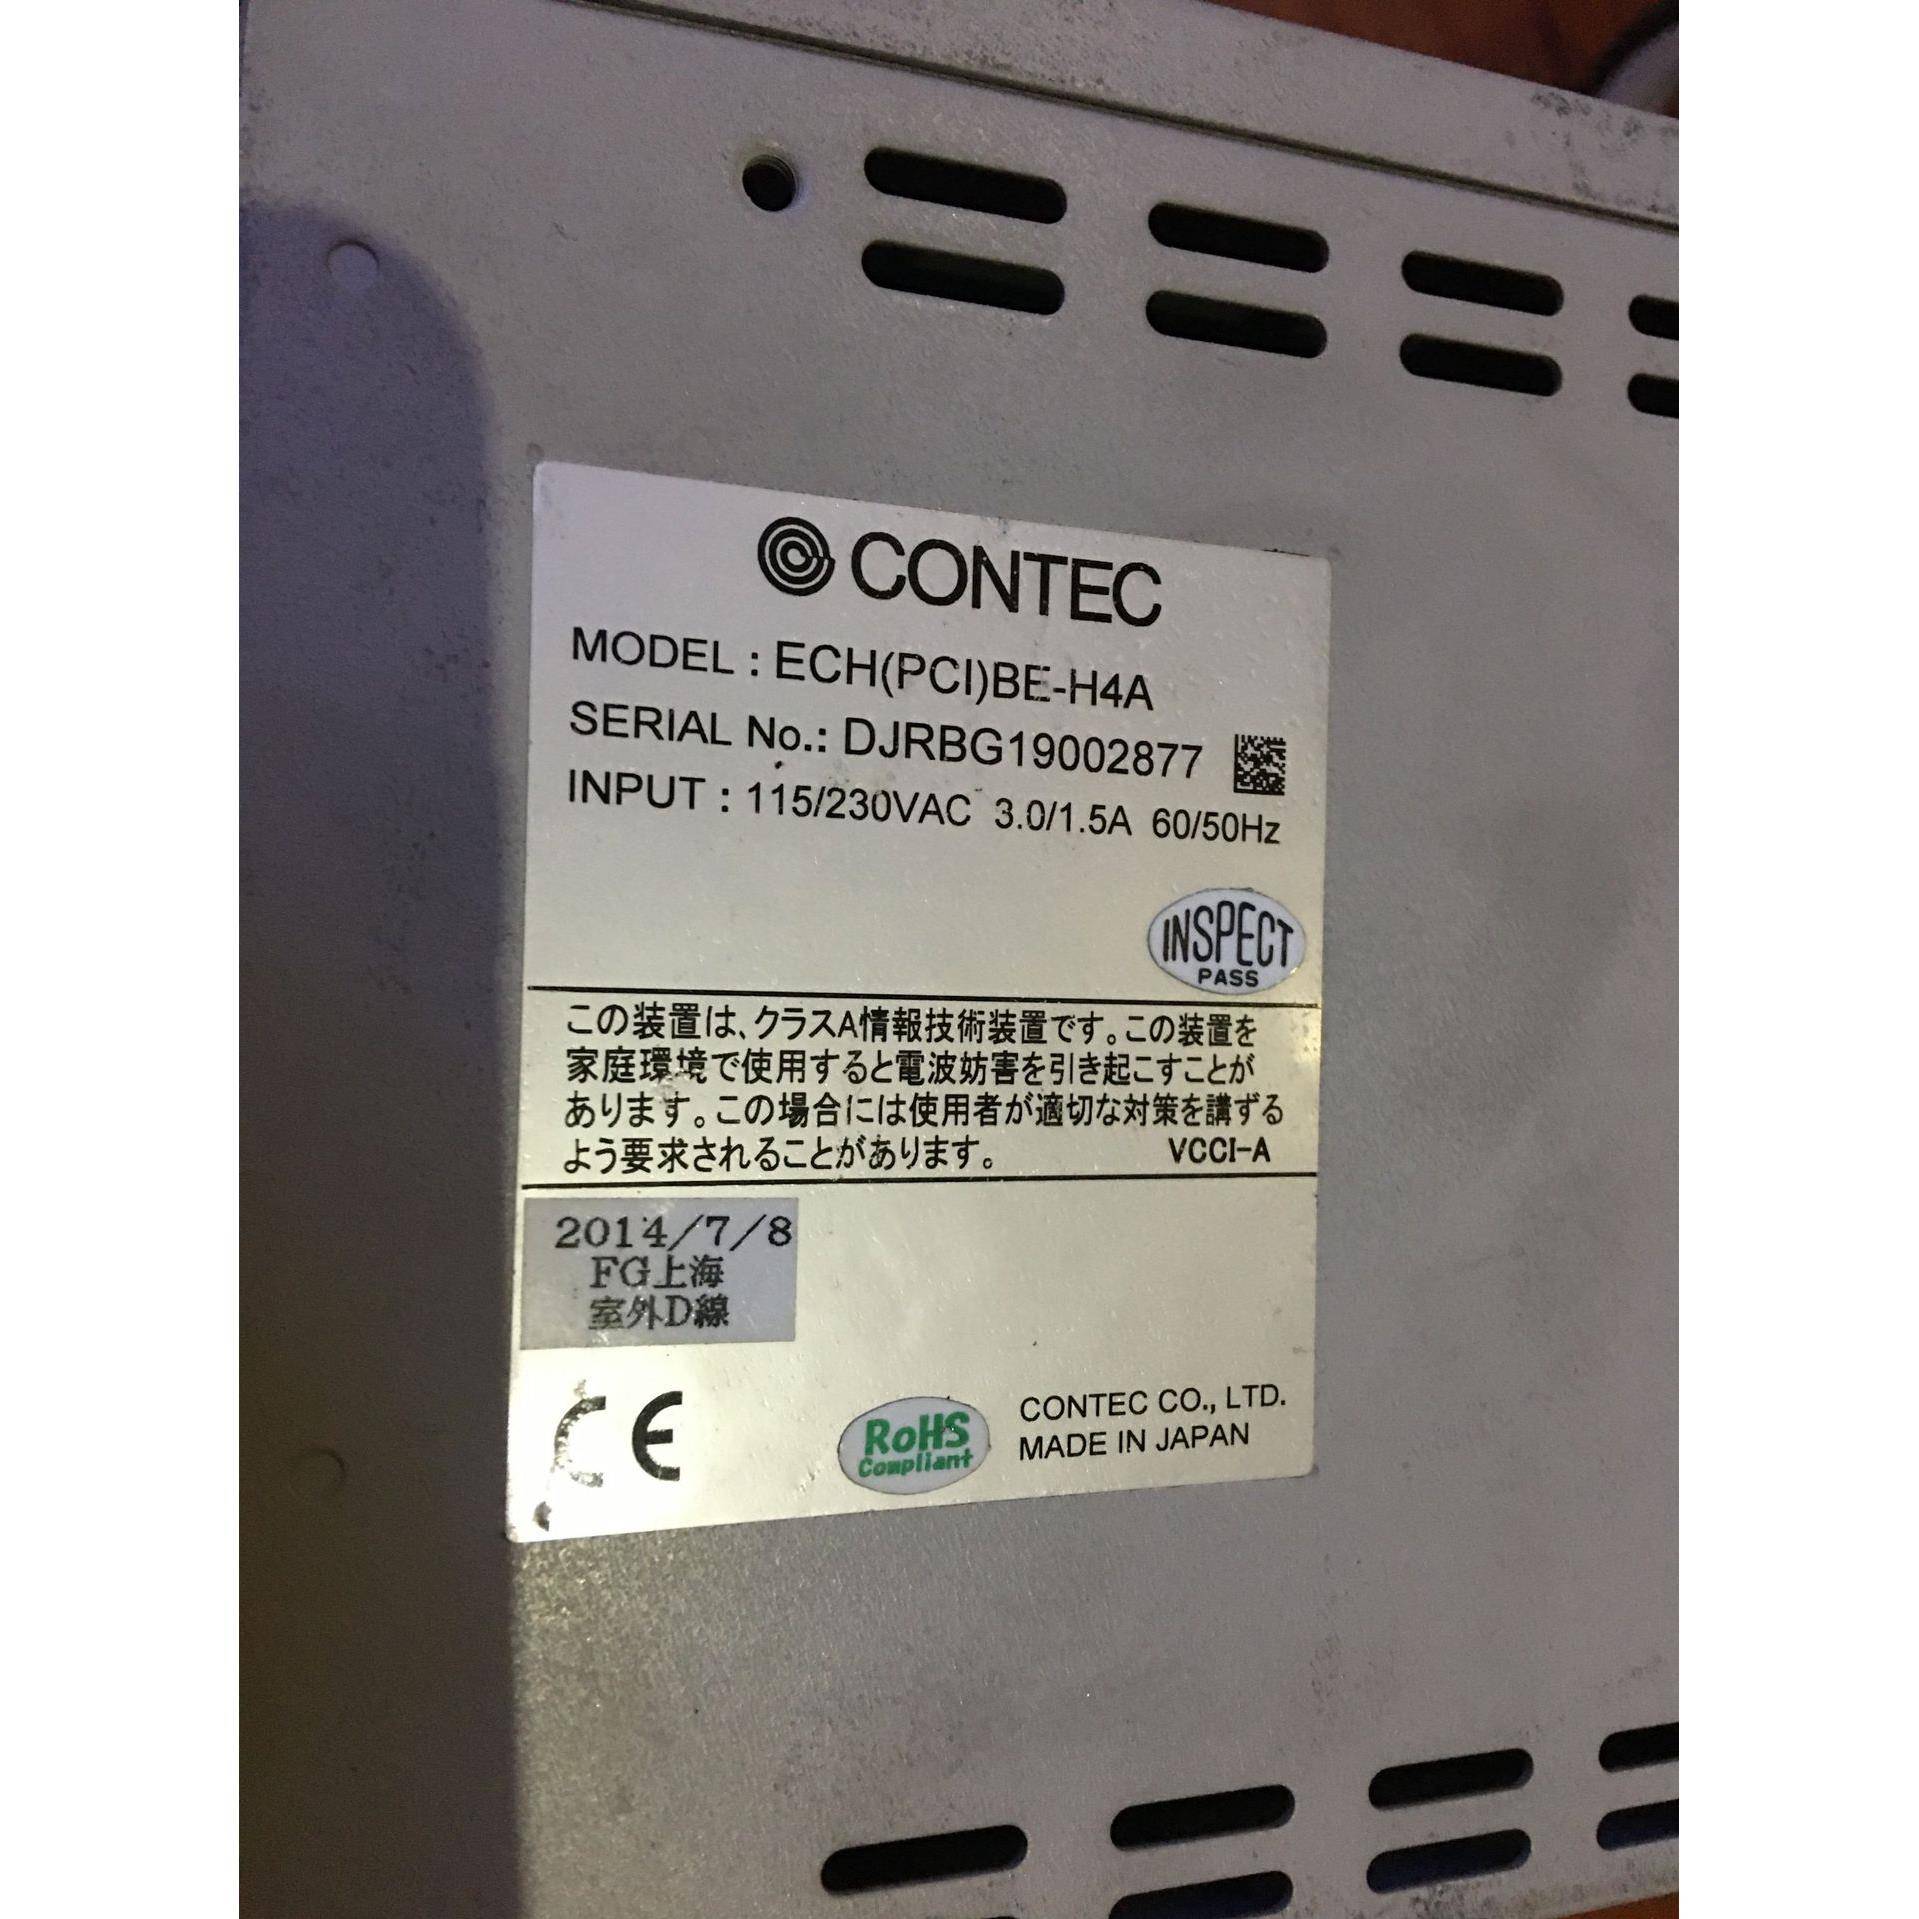 CONTEC
MODEL : ECH(PCI)BE-H4A
SERIAL No.: DJRBG19002877
INPUT : 115/230VAC 3.0/1.5A 60/50Hz
INSPECT
PASS
この装置は、クラスA情報技術装置です。この装置を
家庭環境で使用すると電波妨害を引き起こすことが
あります。この場合には使用者が適切な対策を講ずる
よう要求されることがあります。 VCCI-A
2014/7/8
FG上海
室外D線
CE
RoHS
Compliant
CONTEC CO., LTD.
MADE IN JAPAN